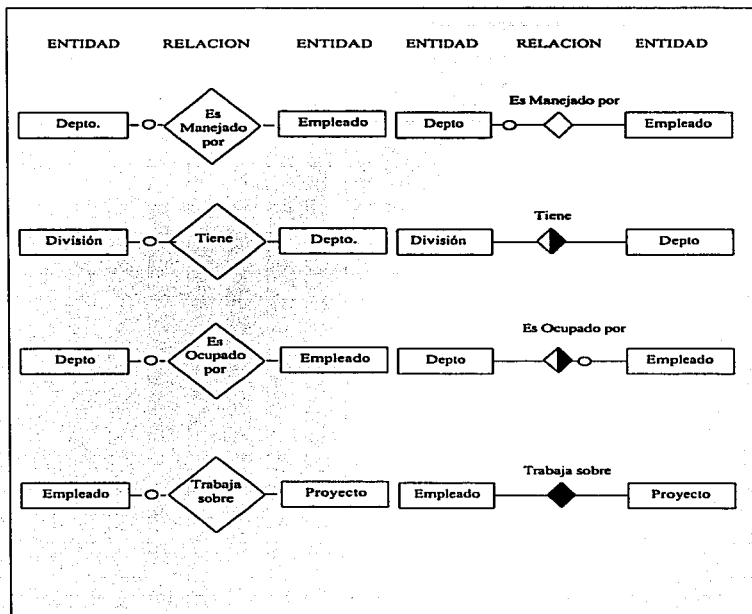 ENTIDAD RELACION ENTIDAD ENTIDAD RELACION ENTIDAD
Depto. Es Manejado por Empleado Depto Es Manejado por Empleado
División Tiene Depto. División Tiene Depto
Depto Es Ocupado por Empleado Depto Es Ocupado por Empleado
Empleado Trabaja sobre Proyecto Empleado Trabaja sobre Proyecto